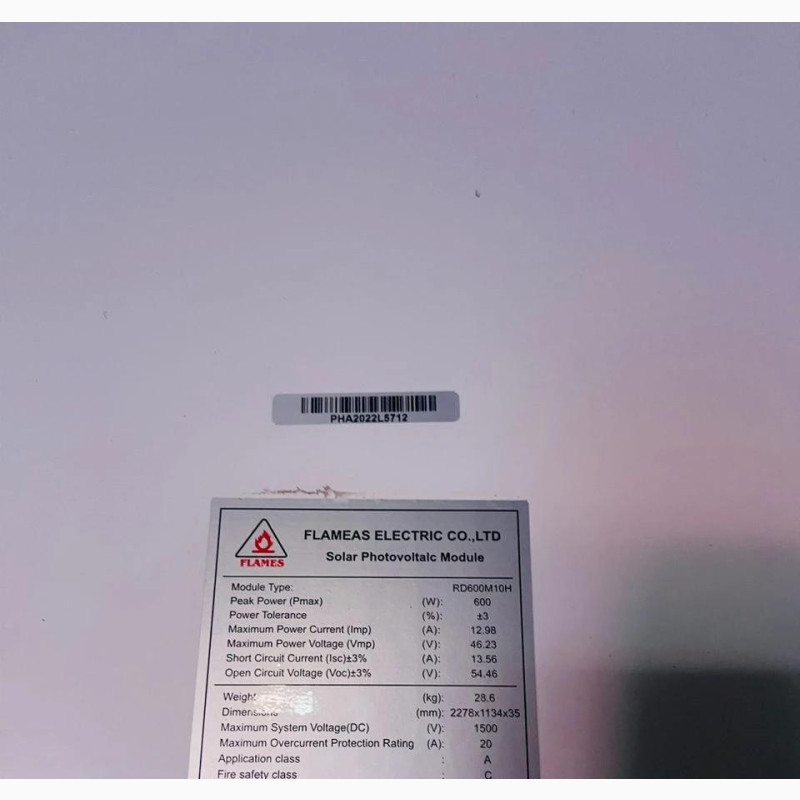 PHA2022L5712
FLAMEAS ELECTRIC CO.,LTD
Solar Photovoltalc Module
FLAMES
Module Type: RD600M10H
Peak Power (Pmax) (W): 600
Power Tolerance (%): ±3
Maximum Power Current (Imp) (A): 12.98
Maximum Power Voltage (Vmp) (V): 46.23
Short Circuit Current (Isc)±3% (A): 13.56
Open Circuit Voltage (Voc)±3% (V): 54.46
Weight (kg): 28.6
Dimensions (mm): 2278x1134x35
Maximum System Voltage(DC) (V): 1500
Maximum Overcurrent Protection Rating (A): 20
Application class : A
Fire safety class : C